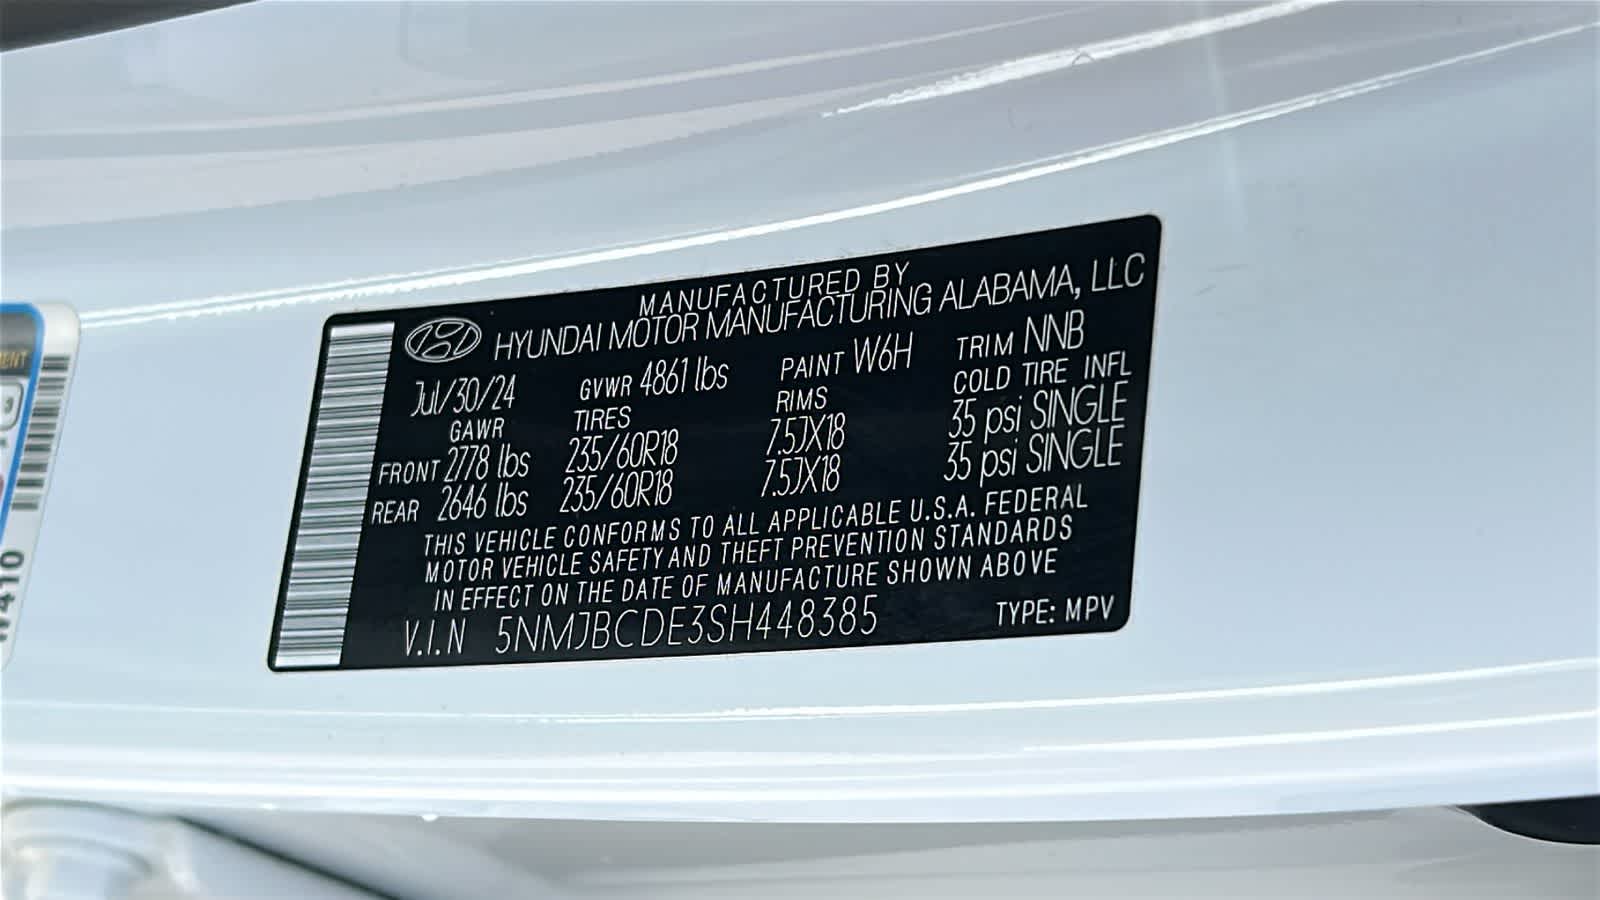 MANUFACTURED BY
HYUNDAI MOTOR MANUFACTURING ALABAMA, LLC
Jul/30/24 GVWR 4861 lbs PAINT W6H TRIM NNB
GAWR TIRES RIMS COLD TIRE INFL
FRONT 2778 lbs 235/60R18 7.5JX18 35 psi SINGLE
REAR 2646 lbs 235/60R18 7.5JX18 35 psi SINGLE
THIS VEHICLE CONFORMS TO ALL APPLICABLE U.S.A. FEDERAL
MOTOR VEHICLE SAFETY AND THEFT PREVENTION STANDARDS
IN EFFECT ON THE DATE OF MANUFACTURE SHOWN ABOVE
V.I.N 5NMJBCDE3SH448385 TYPE: MPV